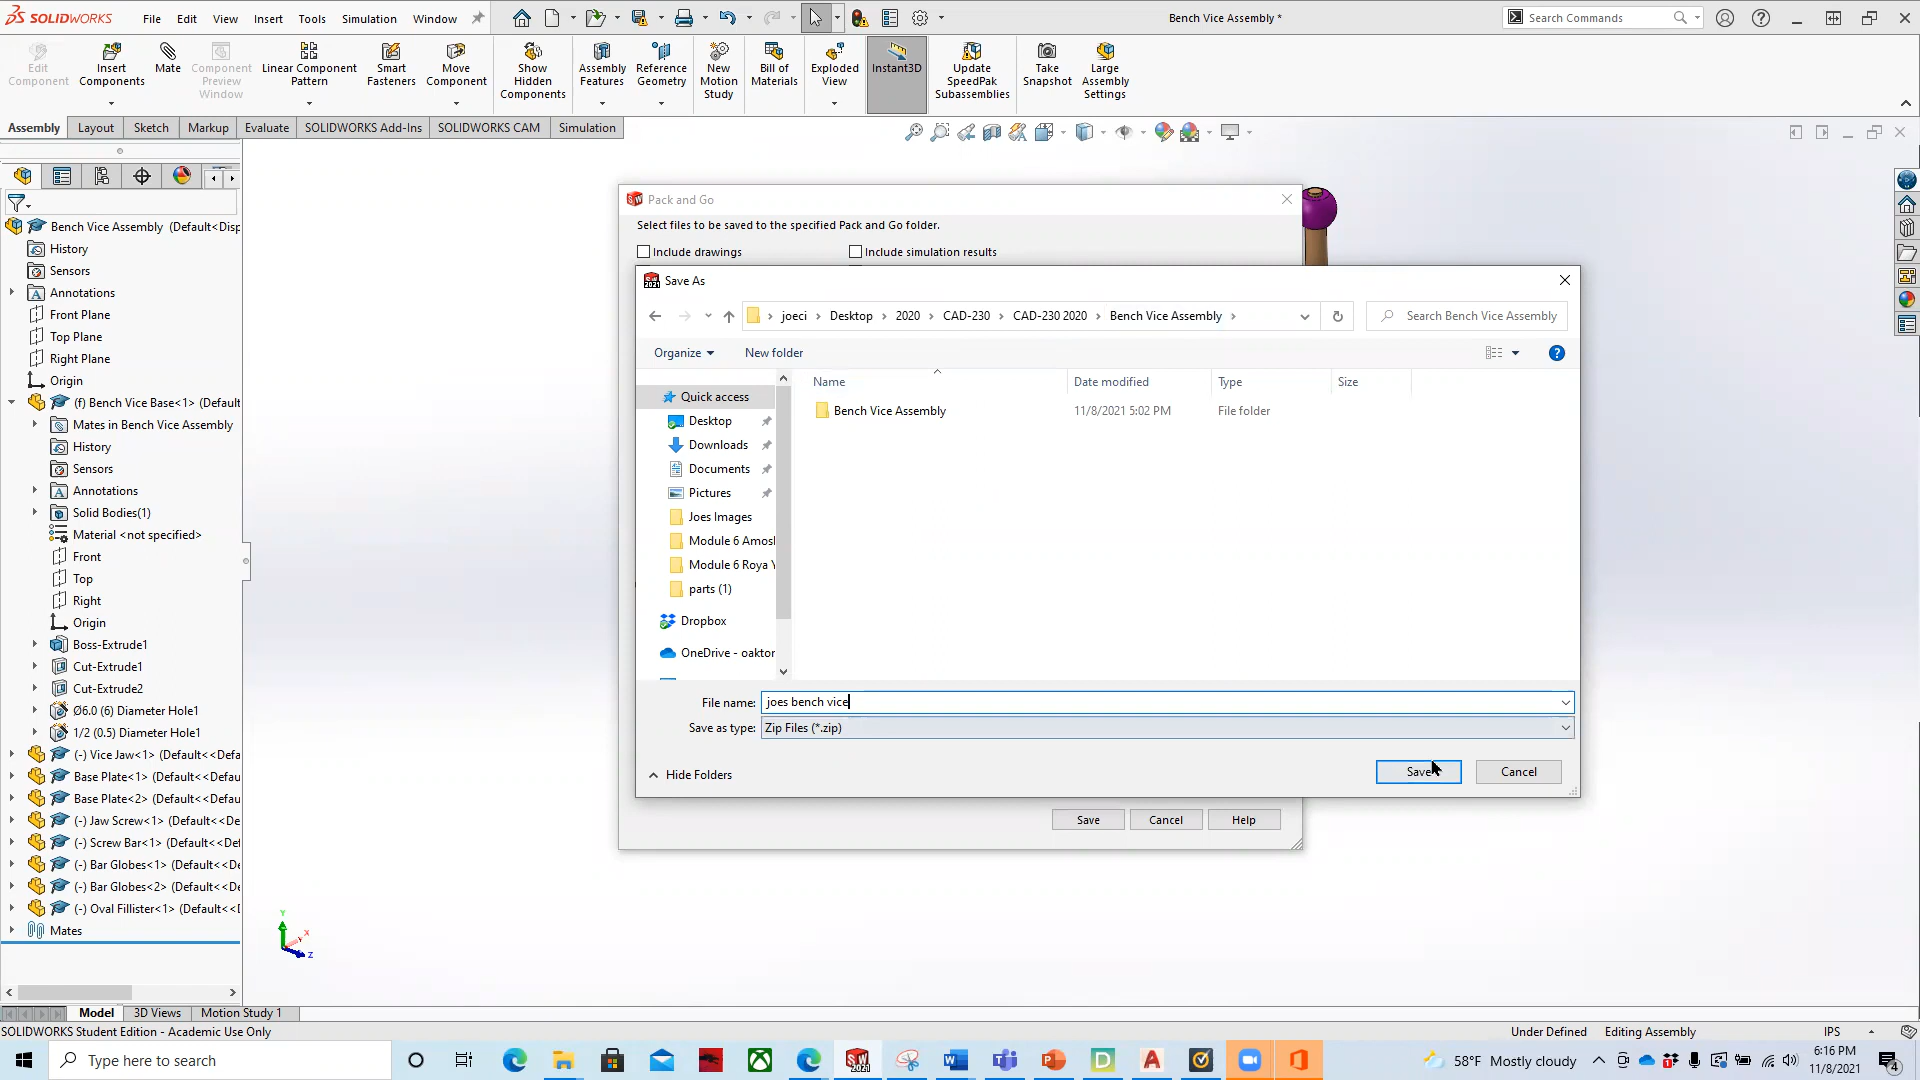 SOLIDWORKS File Edit View Insert Tools Simulation Window Bench Vice Assembly * Search Commands
Edit Component
Insert Components
Mate
Component Preview Window
Linear Component Pattern
Smart Fasteners
Move Component
Show Hidden Components
Assembly Features
Reference Geometry
New Motion Study
Bill of Materials
Exploded View
Instant3D
Update SpeedPak Subassemblies
Take Snapshot
Large Assembly Settings
Assembly Layout Sketch Markup Evaluate SOLIDWORKS Add-Ins SOLIDWORKS CAM Simulation
Bench Vice Assembly (Default<Disp
History
Sensors
Annotations
Front Plane
Top Plane
Right Plane
Origin
(f) Bench Vice Base<1> (Default
Mates in Bench Vice Assembly
History
Sensors
Annotations
Solid Bodies(1)
Material <not specified>
Front
Top
Right
Origin
Boss-Extrude1
Cut-Extrude1
Cut-Extrude2
Ø6.0 (6) Diameter Hole1
1/2 (0.5) Diameter Hole1
(-) Vice Jaw<1> (Default<<Defa
Base Plate<1> (Default<<Defau
Base Plate<2> (Default<<Defau
(-) Jaw Screw<1> (Default<<De
(-) Screw Bar<1> (Default<<Def
(-) Bar Globes<1> (Default<<De
(-) Bar Globes<2> (Default<<De
(-) Oval Fillister<1> (Default<<D
Mates
Pack and Go
Select files to be saved to the specified Pack and Go folder.
Include drawings Include simulation results
Save As
joeci > Desktop > 2020 > CAD-230 > CAD-230 2020 > Bench Vice Assembly > Search Bench Vice Assembly
Organize New folder
Name Date modified Type Size
Bench Vice Assembly 11/8/2021 5:02 PM File folder
Quick access
Desktop
Downloads
Documents
Pictures
Joes Images
Module 6 Amosl
Module 6 Roya Y
parts (1)
Dropbox
OneDrive - oaktor
File name: joes bench vice
Save as type: Zip Files (*.zip)
Hide Folders Save Cancel
Save Cancel Help
Y
X
Z
Model 3D Views Motion Study 1
SOLIDWORKS Student Edition - Academic Use Only Under Defined Editing Assembly IPS
Type here to search 58°F Mostly cloudy 6:16 PM
11/8/2021